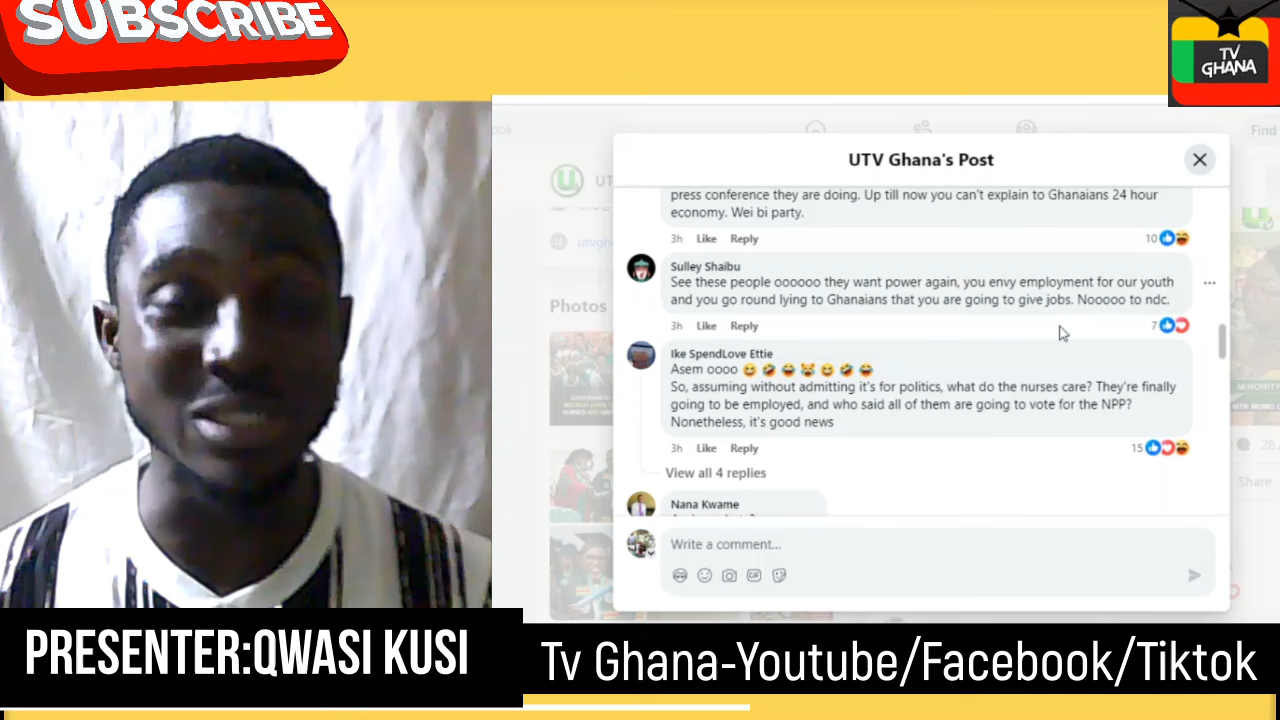 SUBSCRIBE
TV
GHANA
ook
Find
UTV Ghana's Post
UT
press conference they are doing. Up till now you can't explain to Ghanaians 24 hour
economy. Wei bi party.
3h Like Reply 10
utvgh
Sulley Shaibu
See these people oooooo they want power again, you envy employment for our youth
and you go round lying to Ghanaians that you are going to give jobs. Nooooo to ndc.
Photos
3h Like Reply 7
Ike SpendLove Ettie
Asem oooo 😆 🤣 😂 😹 😆 🤣 😂
So, assuming without admitting it's for politics, what do the nurses care? They're finally
going to be employed, and who said all of them are going to vote for the NPP?
Nonetheless, it's good news
MINORITY
3h Like Reply 15
View all 4 replies
28
Share
Nana Kwame
Write a comment...
GIF
PRESENTER:QWASI KUSI
Tv Ghana-Youtube/Facebook/Tiktok